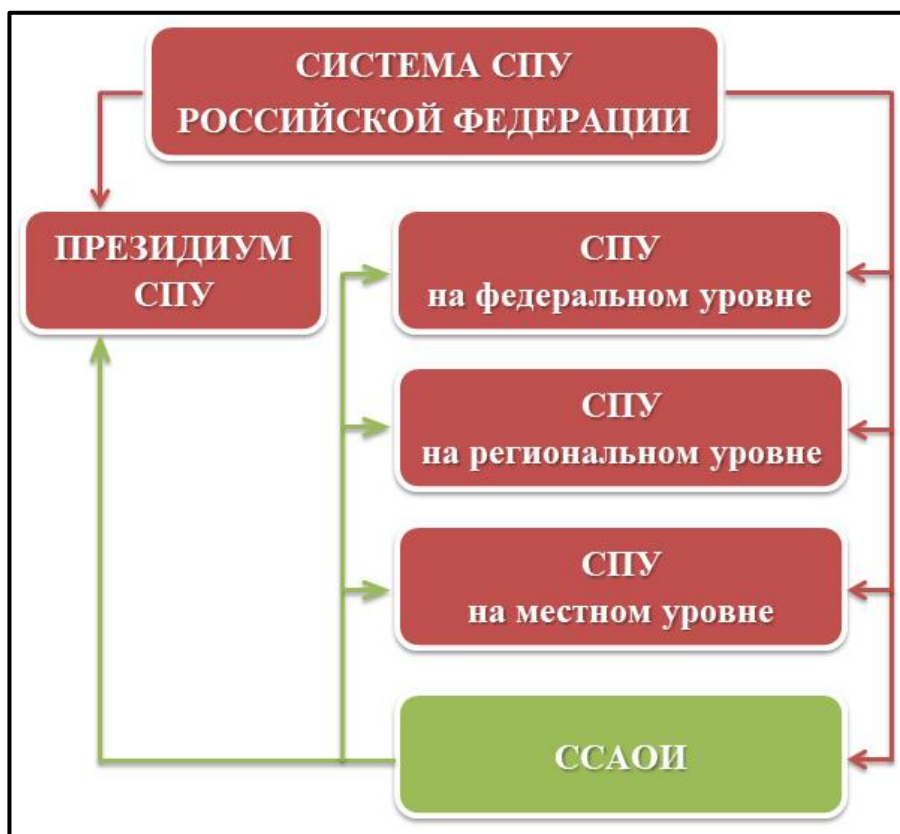 СИСТЕМА СПУ
РОССИЙСКОЙ ФЕДЕРАЦИИ
ПРЕЗИДИУМ
СПУ
СПУ
на федеральном уровне
СПУ
на региональном уровне
СПУ
на местном уровне
ССАОИ